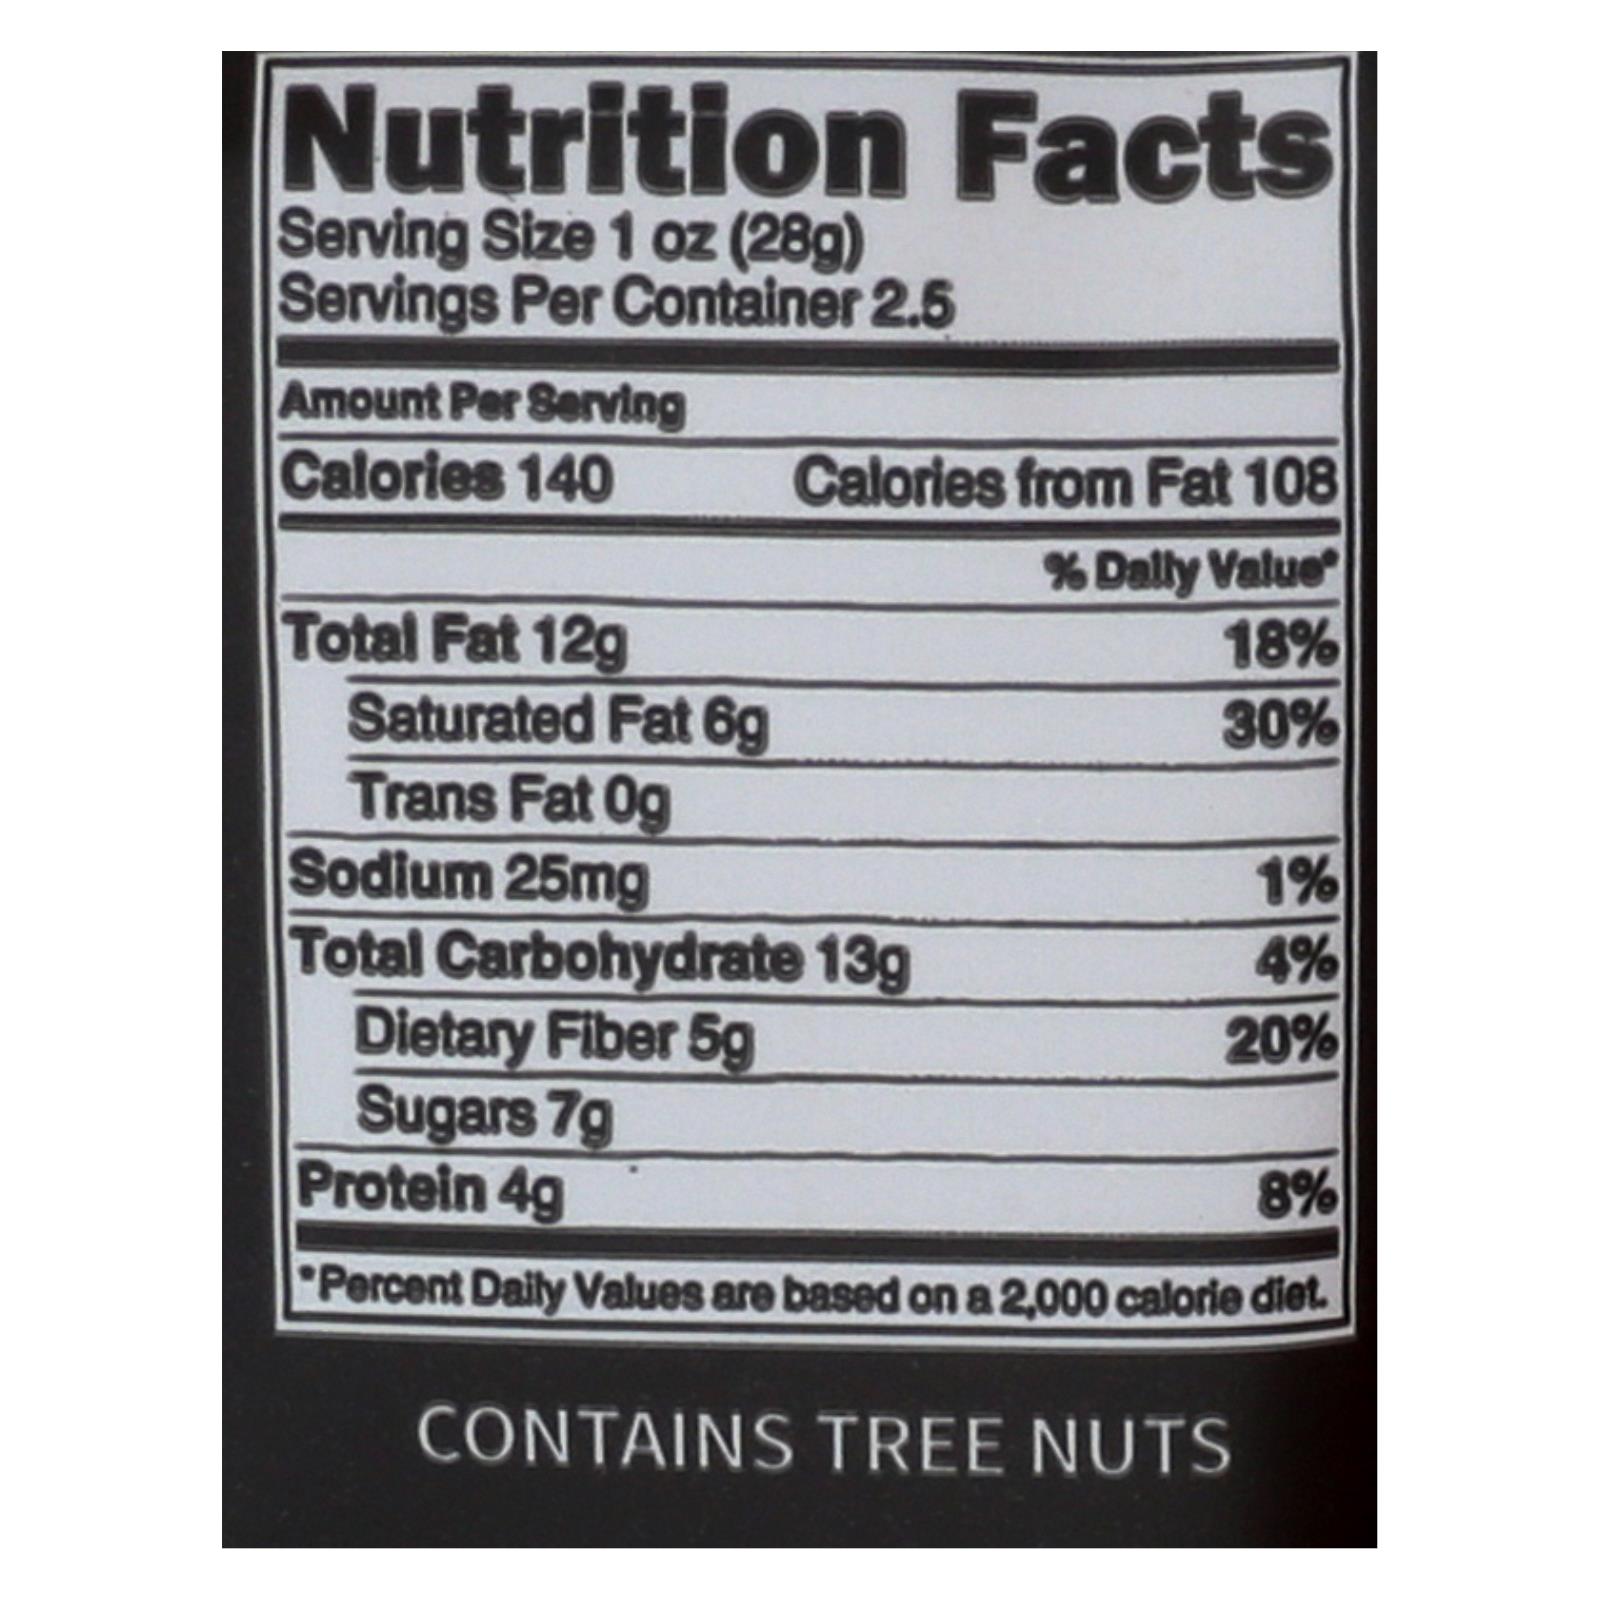 Nutrition Facts
Serving Size 1 oz (28g)
Servings Per Container 2.5
Amount Per Serving
Calories 140 Calories from Fat 108
% Daily Value*
Total Fat 12g 18%
Saturated Fat 6g 30%
Trans Fat 0g
Sodium 25mg 1%
Total Carbohydrate 13g 4%
Dietary Fiber 5g 20%
Sugars 7g
Protein 4g 8%
*Percent Daily Values are based on a 2,000 calorie diet.
CONTAINS TREE NUTS